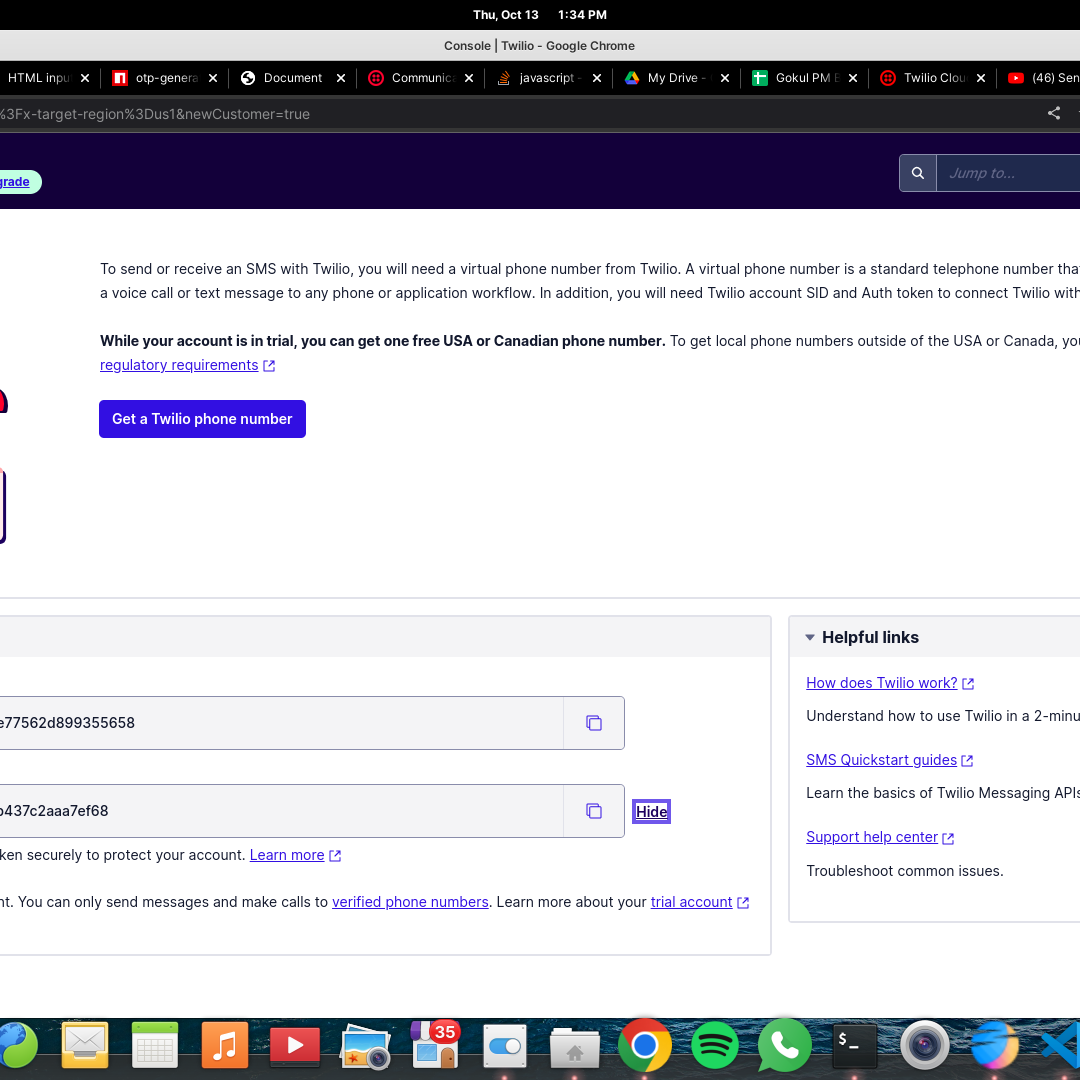 Thu, Oct 13 1:34 PM
Console | Twilio - Google Chrome
HTML inpu
otp-genera
Document
Communica
javascript -
My Drive -
Gokul PM
Twilio Clou
(46) Sen
%3Fx-target-region%3Dus1&newCustomer=true
grade
Jump to...
To send or receive an SMS with Twilio, you will need a virtual phone number from Twilio. A virtual phone number is a standard telephone number tha
a voice call or text message to any phone or application workflow. In addition, you will need Twilio account SID and Auth token to connect Twilio with
While your account is in trial, you can get one free USA or Canadian phone number. To get local phone numbers outside of the USA or Canada, you
regulatory requirements
Get a Twilio phone number
Helpful links
How does Twilio work?
Understand how to use Twilio in a 2-minu
SMS Quickstart guides
Learn the basics of Twilio Messaging APIs
Support help center
Troubleshoot common issues.
e77562d899355658
b437c2aaa7ef68
Hide
ken securely to protect your account. Learn more
nt. You can only send messages and make calls to verified phone numbers. Learn more about your trial account
35
$_